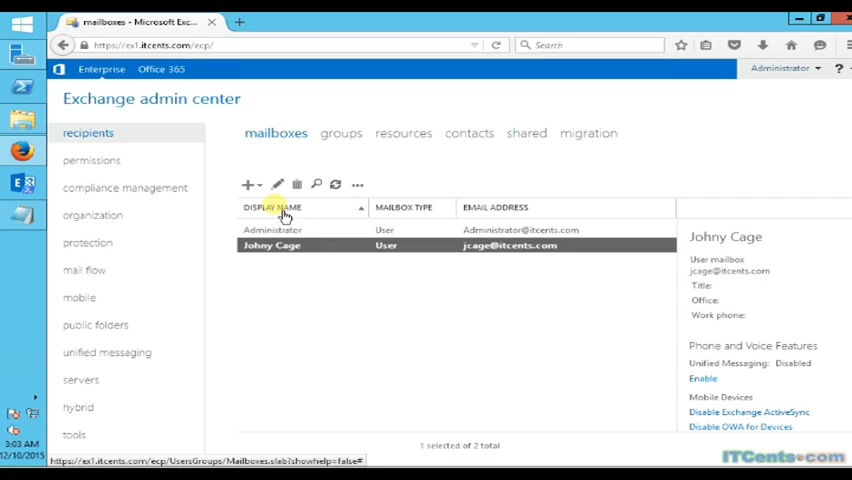 mailboxes - Microsoft Exc...
https://ex1.itcents.com/ecp/
Search
Enterprise Office 365
Administrator ?
Exchange admin center
recipients
permissions
compliance management
organization
protection
mail flow
mobile
public folders
unified messaging
servers
hybrid
tools
mailboxes groups resources contacts shared migration
DISPLAY NAME MAILBOX TYPE EMAIL ADDRESS
Administrator User Administrator@itcents.com
Johny Cage User jcage@itcents.com
Johny Cage
User mailbox
jcage@itcents.com
Title:
Office:
Work phone:
Phone and Voice Features
Unified Messaging: Disabled
Enable
Mobile Devices
Disable Exchange ActiveSync
Disable OWA for Devices
1 selected of 2 total
3:03 AM
12/10/2015
https://ex1.itcents.com/ecp/UsersGroups/Mailboxes.slab?showhelp=false#
ITCents.com